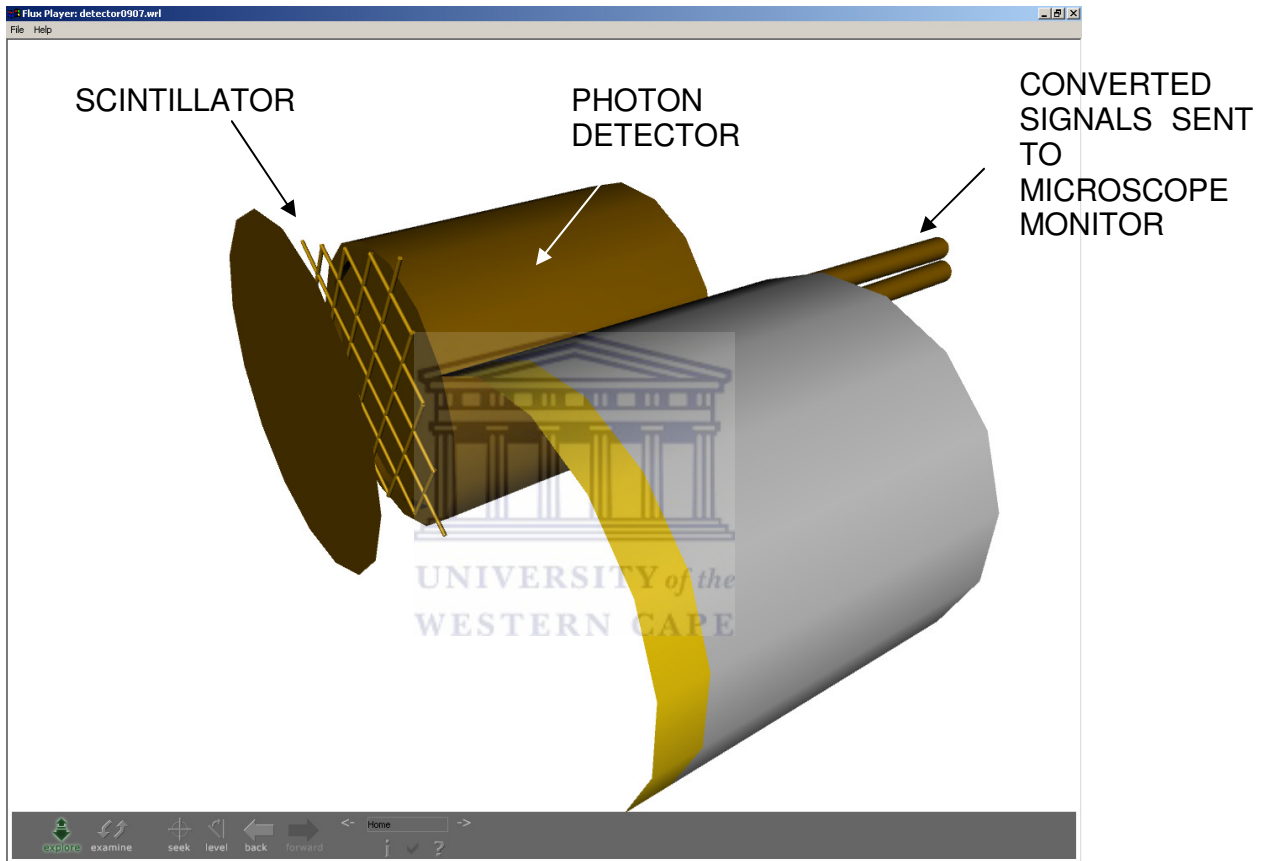 Flux Player: detector0907.wrl
File Help
SCINTILLATOR
PHOTON
DETECTOR
CONVERTED
SIGNALS SENT
TO
MICROSCOPE
MONITOR
UNIVERSITY of the
WESTERN CAPE
<- Home ->
explore examine seek level back forward i ?